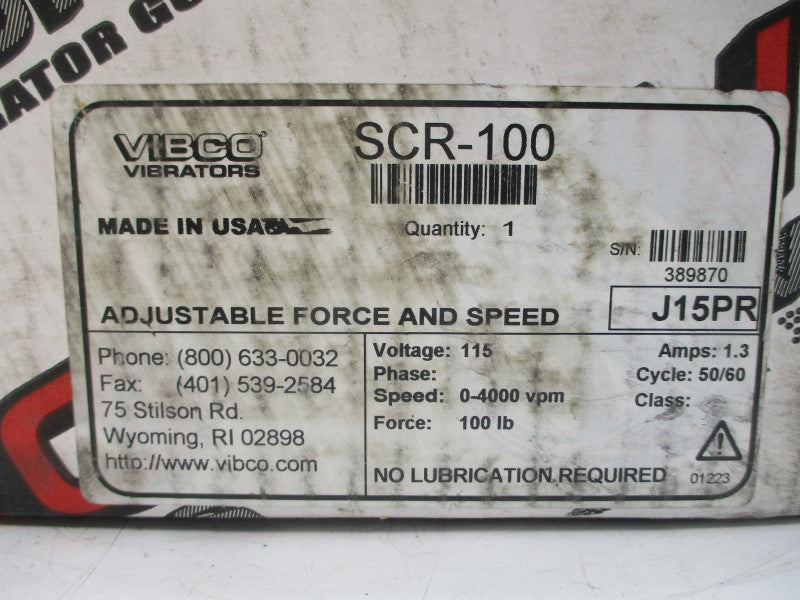 VIBCO
VIBRATORS
SCR-100
MADE IN USA
Quantity: 1
S/N:
389870
ADJUSTABLE FORCE AND SPEED
J15PR
Phone: (800) 633-0032
Fax: (401) 539-2584
75 Stilson Rd.
Wyoming, RI 02898
http://www.vibco.com
Voltage: 115
Amps: 1.3
Phase:
Cycle: 50/60
Speed: 0-4000 vpm
Class:
Force: 100 lb
NO LUBRICATION REQUIRED
01223